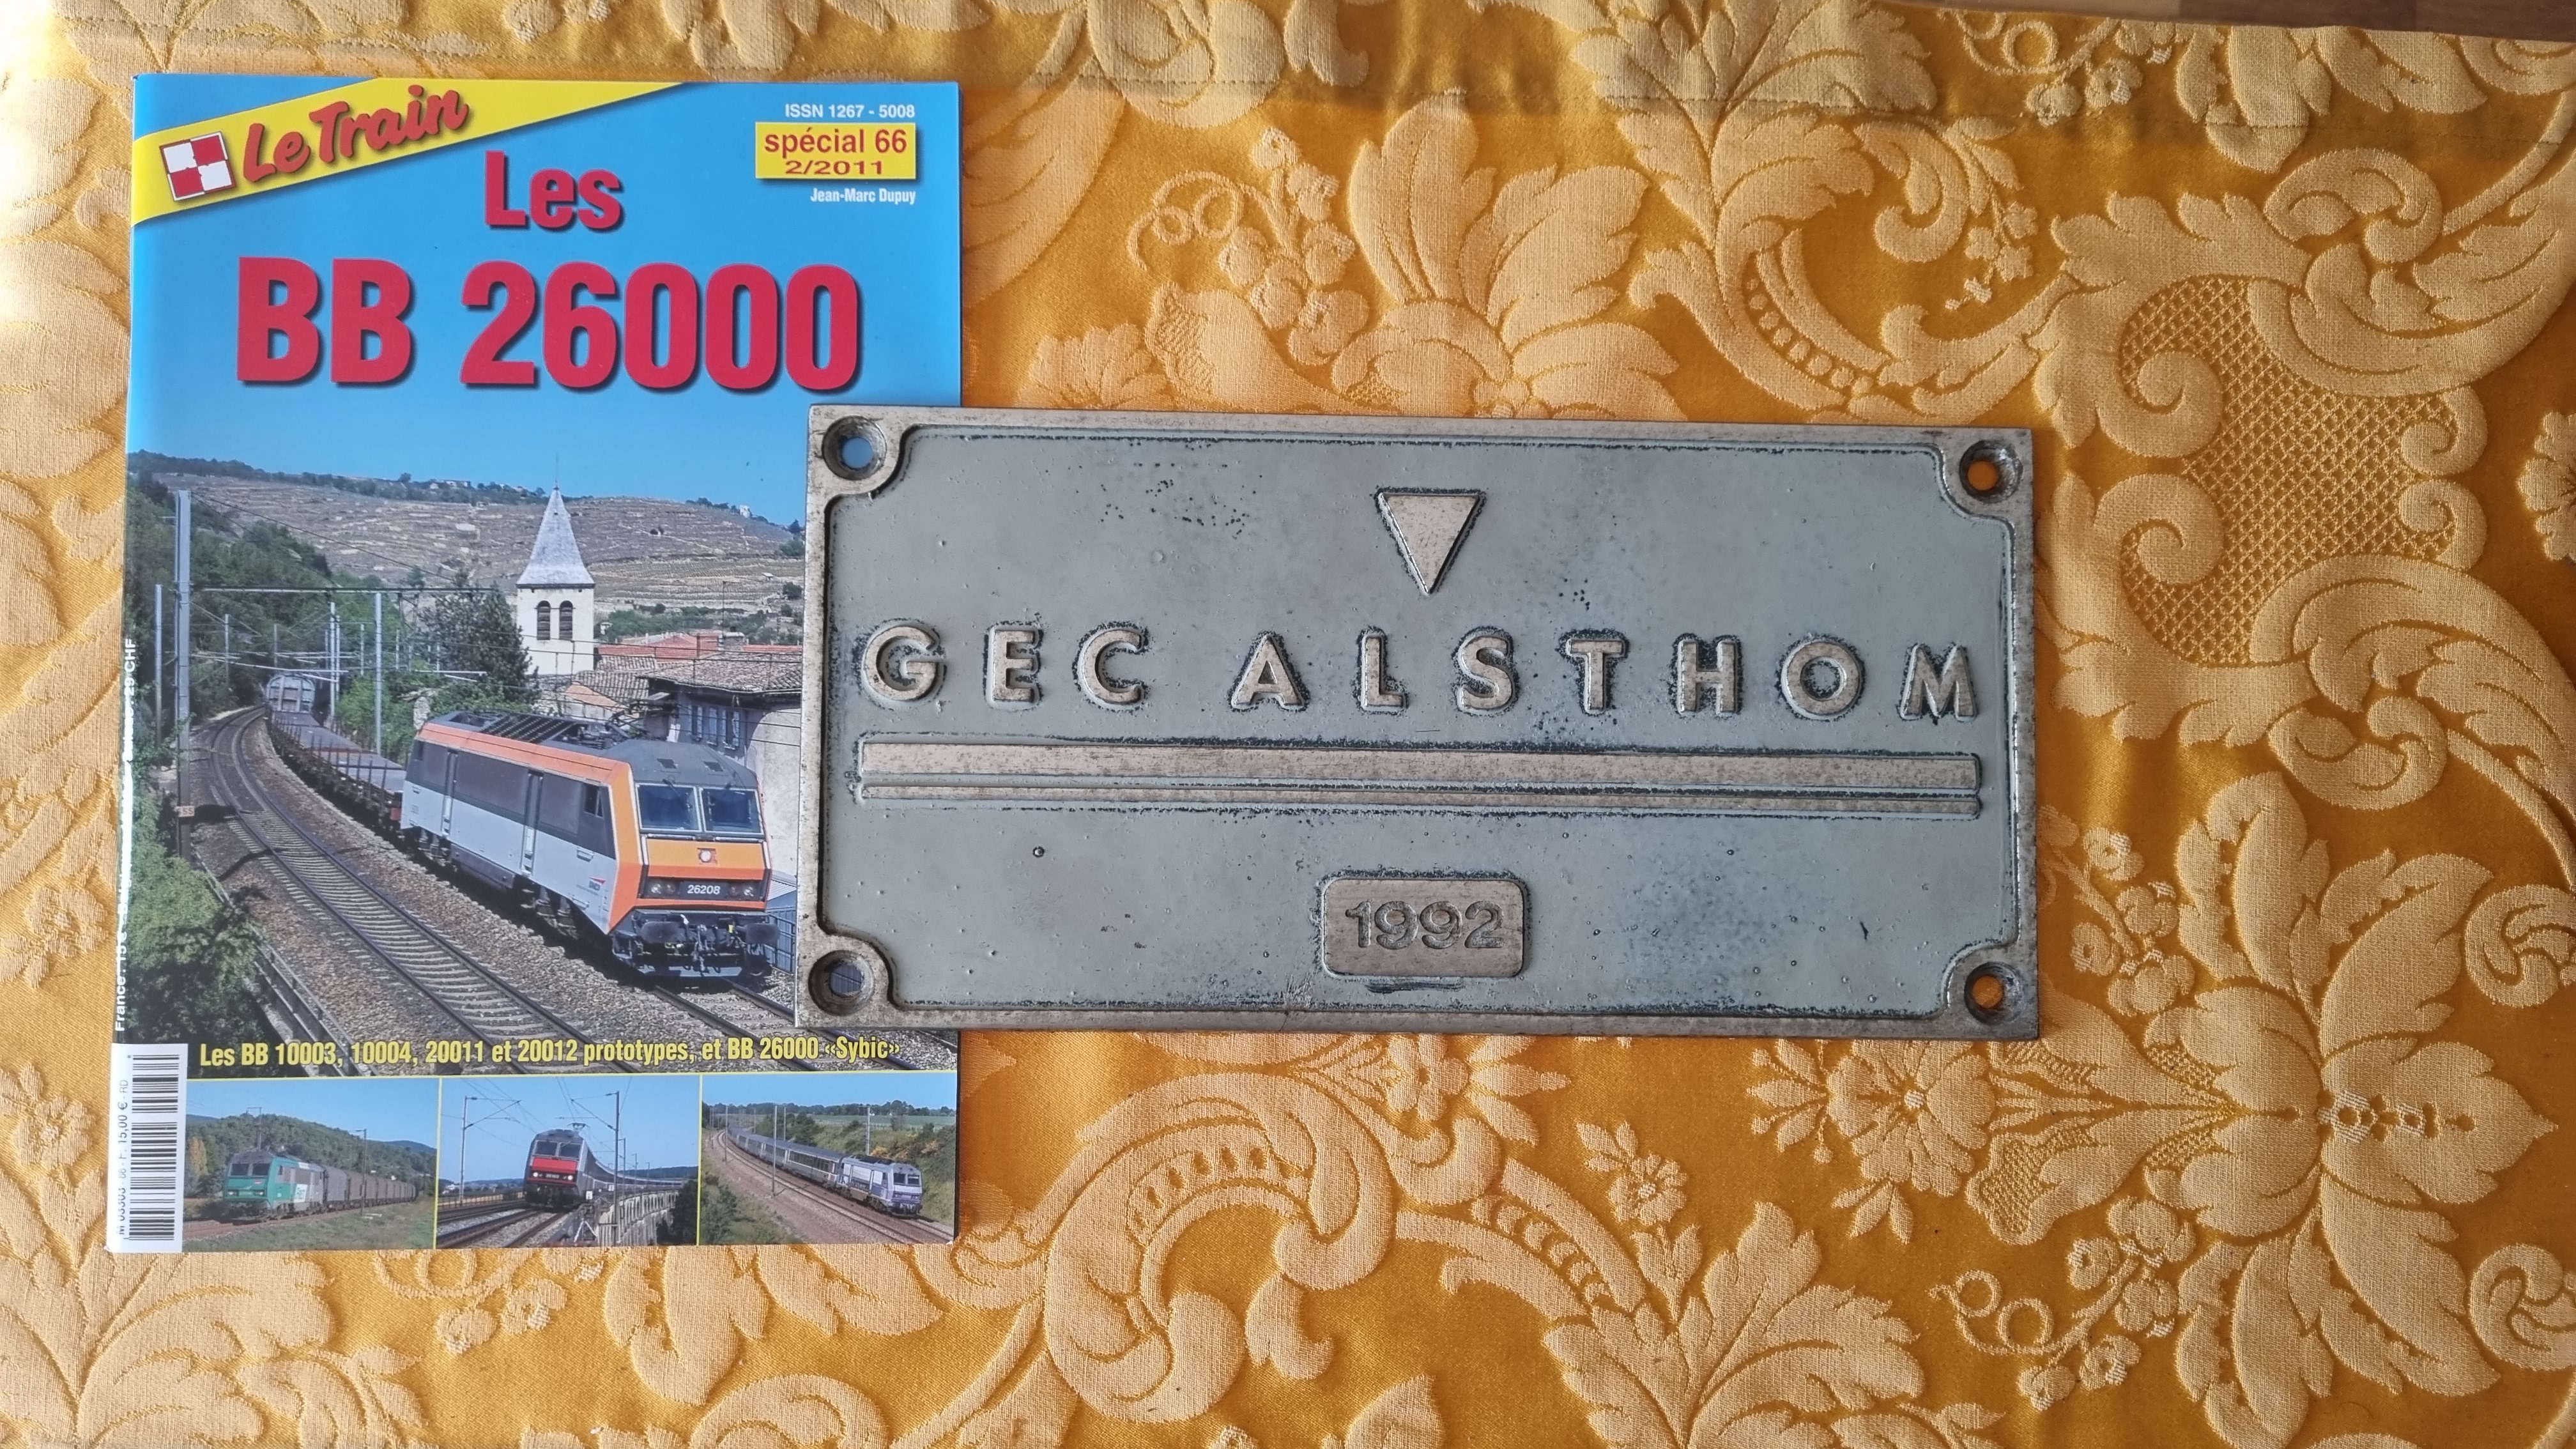 Le Train
ISSN 1267 - 5008
spécial 66
2/2011
Jean-Marc Dupuy
Les
BB 26000
26208
Les BB 10003, 10004, 20011 et 20012 prototypes, et BB 26000 «Sybic»
GEC ALSTHOM
1992